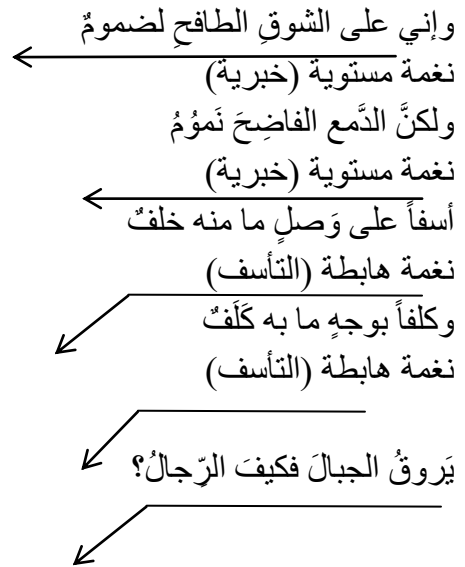 وإني على الشوقِ الطافحِ لضمومٌ
نغمة مستوية (خبرية)
ولكنَّ الدَّمع الفاضِحَ نَموُمُ
نغمة مستوية (خبرية)
أسفاً على وَصلٍ ما منه خلفٌ
نغمة هابطة (التأسف)
وكلفاً بوجهٍ ما به كَلَفٌ
نغمة هابطة (التأسف)
يَروقُ الجبالَ فكيفَ الرِّجالُ؟